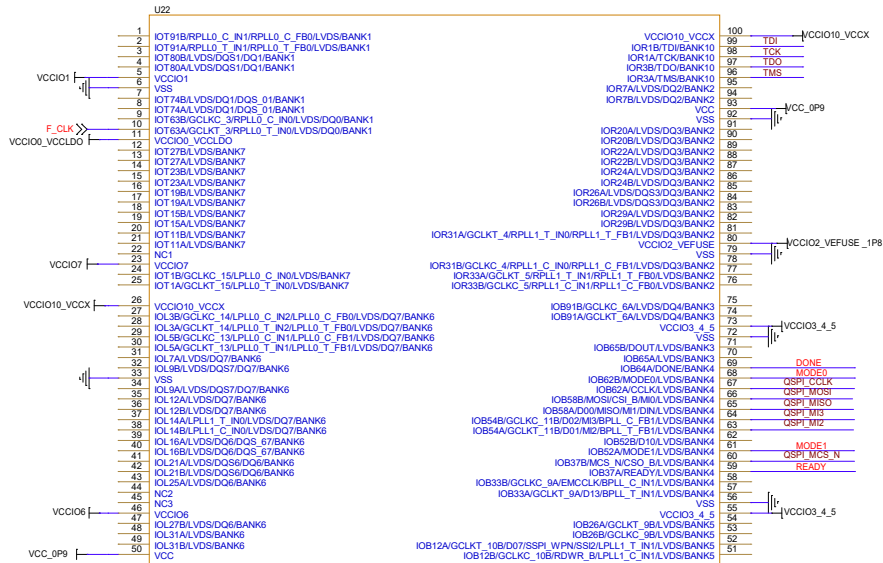 U22
1 IOT91B/RPLL0_C_IN1/RPLL0_C_FB0/LVDS/BANK1
2 IOT91A/RPLL0_T_IN1/RPLL0_T_FB0/LVDS/BANK1
3 IOT80B/LVDS/DQS1/DQ1/BANK1
4 IOT80A/LVDS/DQS1/DQ1/BANK1
VCCIO1 5 VCCIO1
6 VSS
7 IOT74B/LVDS/DQ1/DQS_01/BANK1
8 IOT74A/LVDS/DQ1/DQS_01/BANK1
9 IOT63B/GCLKC_3/RPLL0_C_IN0/LVDS/DQ0/BANK1
F_CLK 10 IOT63A/GCLKT_3/RPLL0_T_IN0/LVDS/DQ0/BANK1
VCCIO0_VCCLDO 11 VCCIO0_VCCLDO
12 IOT27B/LVDS/BANK7
13 IOT27A/LVDS/BANK7
14 IOT23B/LVDS/BANK7
15 IOT23A/LVDS/BANK7
16 IOT19B/LVDS/BANK7
17 IOT19A/LVDS/BANK7
18 IOT15B/LVDS/BANK7
19 IOT15A/LVDS/BANK7
20 IOT11B/LVDS/BANK7
21 IOT11A/LVDS/BANK7
22 NC1
VCCIO7 23 VCCIO7
24 IOT1B/GCLKC_15/LPLL0_C_IN0/LVDS/BANK7
25 IOT1A/GCLKT_15/LPLL0_T_IN0/LVDS/BANK7
VCCIO10_VCCX 26 VCCIO10_VCCX
27 IOL3B/GCLKC_14/LPLL0_C_IN2/LPLL0_C_FB0/LVDS/DQ7/BANK6
28 IOL3A/GCLKT_14/LPLL0_T_IN2/LPLL0_T_FB0/LVDS/DQ7/BANK6
29 IOL5B/GCLKC_13/LPLL0_C_IN1/LPLL0_C_FB1/LVDS/DQ7/BANK6
30 IOL5A/GCLKT_13/LPLL0_T_IN1/LPLL0_T_FB1/LVDS/DQ7/BANK6
31 IOL7A/LVDS/DQ7/BANK6
32 IOL9B/LVDS/DQS7/DQ7/BANK6
33 VSS
34 IOL9A/LVDS/DQS7/DQ7/BANK6
35 IOL12A/LVDS/DQ7/BANK6
36 IOL12B/LVDS/DQ7/BANK6
37 IOL14A/LPLL1_T_IN0/LVDS/DQ7/BANK6
38 IOL14B/LPLL1_C_IN0/LVDS/DQ7/BANK6
39 IOL16A/LVDS/DQ6/DQS_67/BANK6
40 IOL16B/LVDS/DQ6/DQS_67/BANK6
41 IOL21A/LVDS/DQS6/DQ6/BANK6
42 IOL21B/LVDS/DQS6/DQ6/BANK6
43 IOL25A/LVDS/DQ6/BANK6
44 NC2
45 NC3
VCCIO6 46 VCCIO6
47 IOL27B/LVDS/DQ6/BANK6
48 IOL31A/LVDS/BANK6
49 IOL31B/LVDS/BANK6
VCC_0P9 50 VCC
VCCIO10_VCCX 100 VCCIO10_VCCX
IOR1B/TDI/BANK10 99 TDI
IOR1A/TCK/BANK10 98 TCK
IOR3B/TDO/BANK10 97 TDO
IOR3A/TMS/BANK10 96 TMS
IOR7A/LVDS/DQ2/BANK2 95
IOR7B/LVDS/DQ2/BANK2 94
VCC 93 VCC_0P9
VSS 92
IOR20A/LVDS/DQ3/BANK2 91
IOR20B/LVDS/DQ3/BANK2 90
IOR22A/LVDS/DQ3/BANK2 89
IOR22B/LVDS/DQ3/BANK2 88
IOR24A/LVDS/DQ3/BANK2 87
IOR24B/LVDS/DQ3/BANK2 86
IOR26A/LVDS/DQS3/DQ3/BANK2 85
IOR26B/LVDS/DQS3/DQ3/BANK2 84
IOR29A/LVDS/DQ3/BANK2 83
IOR29B/LVDS/DQ3/BANK2 82
IOR31A/GCLKT_4/RPLL1_T_IN0/RPLL1_T_FB1/LVDS/DQ3/BANK2 81
VCCIO2_VEFUSE 80 VCCIO2_VEFUSE_1P8
VSS 79
IOR31B/GCLKC_4/RPLL1_C_IN0/RPLL1_C_FB1/LVDS/DQ3/BANK2 78
IOR33A/GCLKT_5/RPLL1_T_IN1/RPLL1_T_FB0/LVDS/BANK2 77
IOR33B/GCLKC_5/RPLL1_C_IN1/RPLL1_C_FB0/LVDS/BANK2 76
IOB91B/GCLKC_6A/LVDS/DQ4/BANK3 75
IOB91A/GCLKT_6A/LVDS/DQ4/BANK3 74
VCCIO3_4_5 73 VCCIO3_4_5
VSS 72
IOB65B/DOUT/LVDS/BANK3 71
IOB65A/LVDS/BANK3 70
IOB64A/DONE/BANK4 69 DONE
IOB62B/MODE0/LVDS/BANK4 68 MODE0
IOB62A/CCLK/LVDS/BANK4 67 QSPI_CCLK
IOB58B/MOSI/CSI_B/MI0/LVDS/BANK4 66 QSPI_MOSI
IOB58A/D00/MISO/MI1/DIN/LVDS/BANK4 65 QSPI_MISO
IOB54B/GCLKC_11B/D02/MI3/BPLL_C_FB1/LVDS/BANK4 64 QSPI_MI3
IOB54A/GCLKT_11B/D01/MI2/BPLL_T_FB1/LVDS/BANK4 63 QSPI_MI2
IOB52B/D10/LVDS/BANK4 62
IOB52A/MODE1/LVDS/BANK4 61 MODE1
IOB37B/MCS_N/CSO_B/LVDS/BANK4 60 QSPI_MCS_N
IOB37A/READY/LVDS/BANK4 59 READY
IOB33B/GCLKC_9A/EMCCLK/BPLL_C_IN1/LVDS/BANK4 58
IOB33A/GCLKT_9A/D13/BPLL_T_IN1/LVDS/BANK4 57
VSS 56
VCCIO3_4_5 55 VCCIO3_4_5
IOB26A/GCLKT_9B/LVDS/BANK5 54
IOB26B/GCLKC_9B/LVDS/BANK5 53
IOB12A/GCLKT_10B/D07/SSPI_WPN/SSI2/LPLL1_T_IN1/LVDS/BANK5 52
IOB12B/GCLKC_10B/RDWR_B/LPLL1_C_IN1/LVDS/BANK5 51